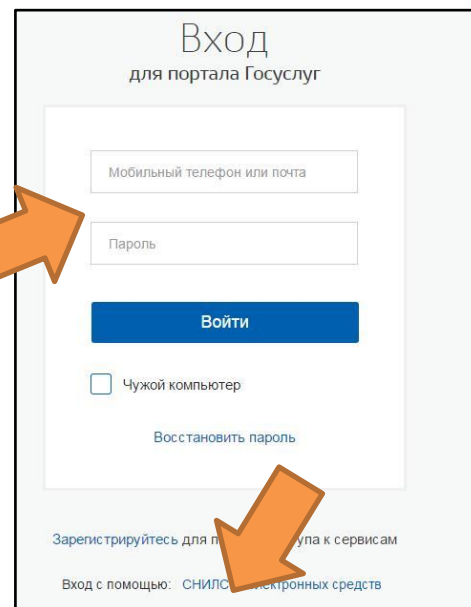 Вход
для портала Госуслуг
Мобильный телефон или почта
Пароль
Войти
Чужой компьютер
Восстановить пароль
Зарегистрируйтесь для к сервисам
Вход с помощью: СНИЛС электронных средств